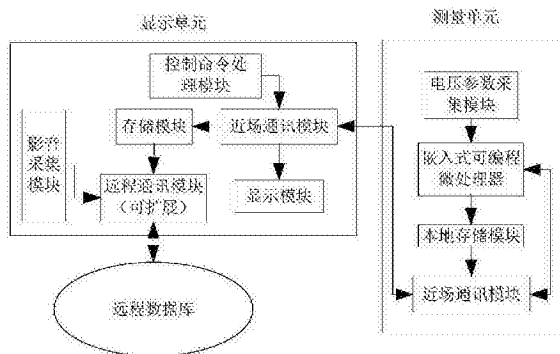 显示单元
测量单元
控制命令处
理模块
电压参数采
集模块
存储模块
近场通讯模块
影音
采集
模块
嵌入式可编程
微处理器
远程通讯模块
（可扩展）
显示模块
本地存储模块
近场通讯模块
远程数据库